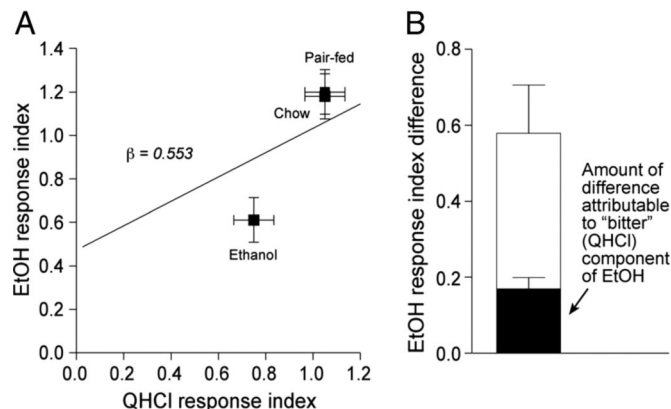 A
B
Pair-fed
Chow
β = 0.553
Ethanol
EtOH response index
1.4
1.2
1.0
0.8
0.6
0.4
0.2
0.0
0.0 0.2 0.4 0.6 0.8 1.0 1.2
QHCl response index
EtOH response index difference
0.8
0.6
0.4
0.2
0.0
Amount of
difference
attributable
to “bitter”
(QHCl)
component
of EtOH